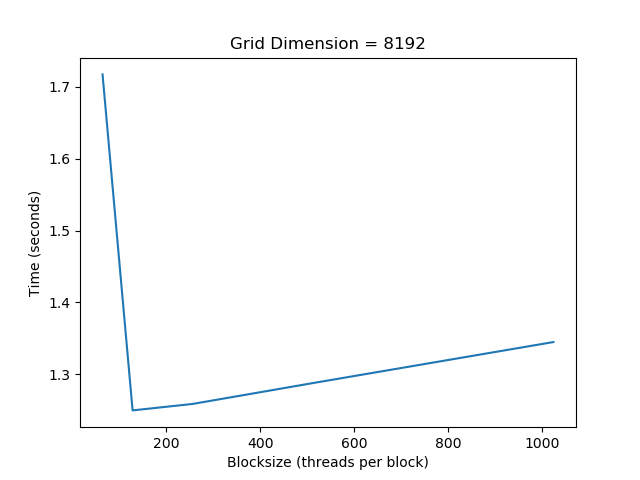 Grid Dimension = 8192
1.7
1.6
1.5
1.4
1.3
Time (seconds)
200 400 600 800 1000
Blocksize (threads per block)